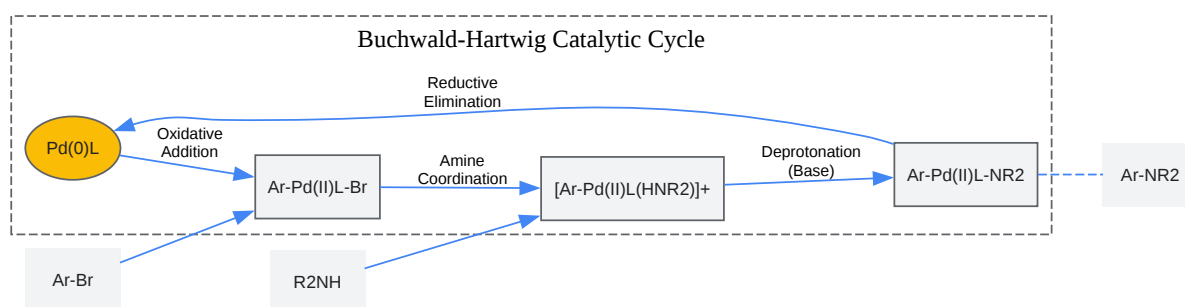 Buchwald-Hartwig Catalytic Cycle
Reductive
Elimination
Pd(0)L
Oxidative
Addition
Ar-Pd(II)L-Br
Amine
Coordination
[Ar-Pd(II)L(HNR2)]+
Deprotonation
(Base)
Ar-Pd(II)L-NR2
Ar-NR2
Ar-Br
R2NH